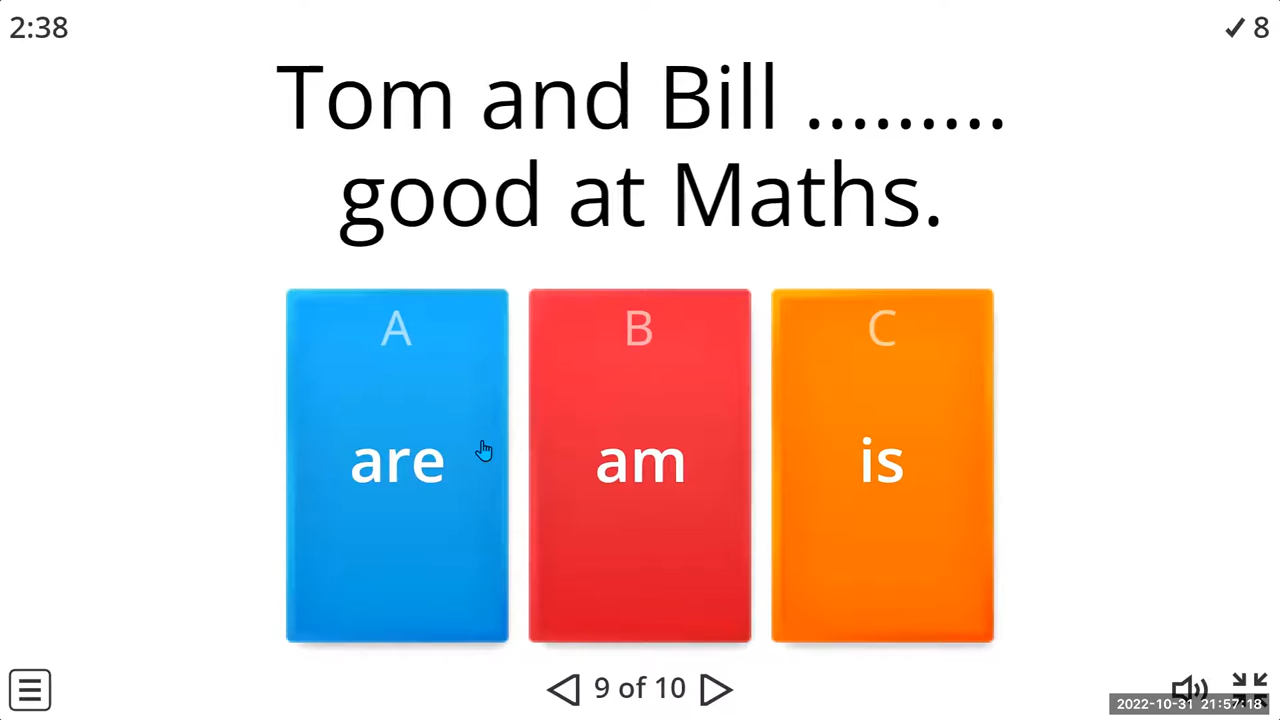 2:38
✓ 8
Tom and Bill .........
good at Maths.
A
B
C
are
am
is
9 of 10
2022-10-31 21:57:18